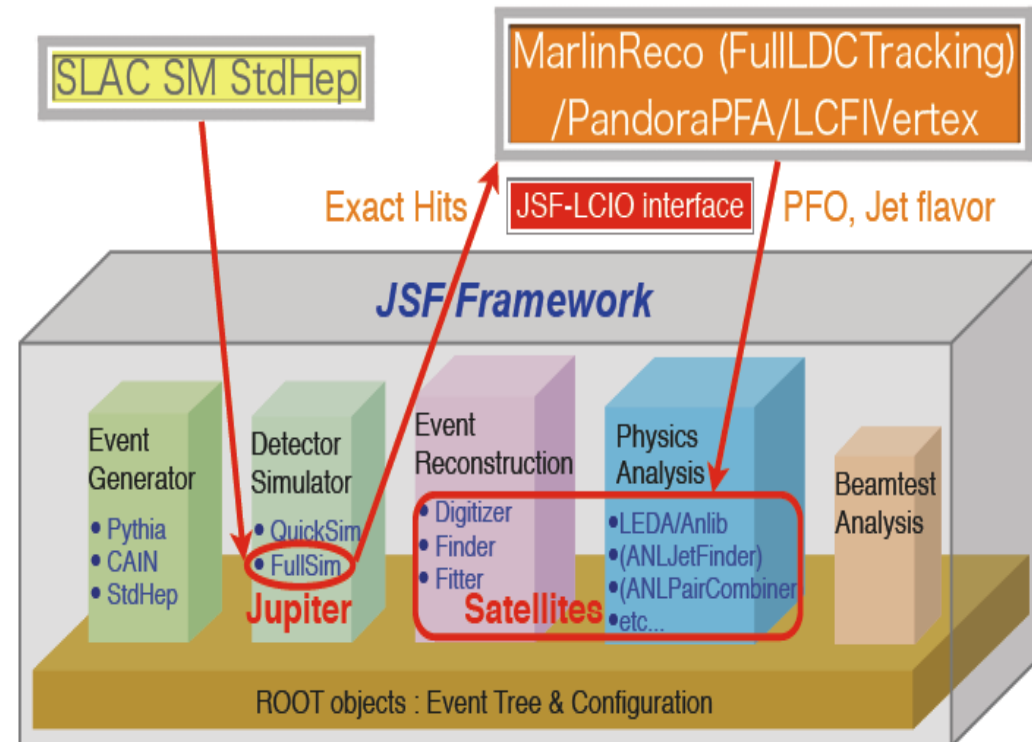 SLAC SM StdHep
MarlinReco (FullLDCTracking)
/PandoraPFA/LCFIVertex
Exact Hits
JSF-LCIO interface
PFO, Jet flavor
JSF Framework
Event
Generator
• Pythia
• CAIN
• StdHep
Detector
Simulator
• QuickSim
• FullSim
Jupiter
Event
Reconstruction
• Digitizer
• Finder
• Fitter
Satellites
Physics
Analysis
•LEDA/Anlib
•(ANLJetFinder)
•(ANLPairCombiner
•etc...
Beamtest
Analysis
ROOT objects : Event Tree & Configuration